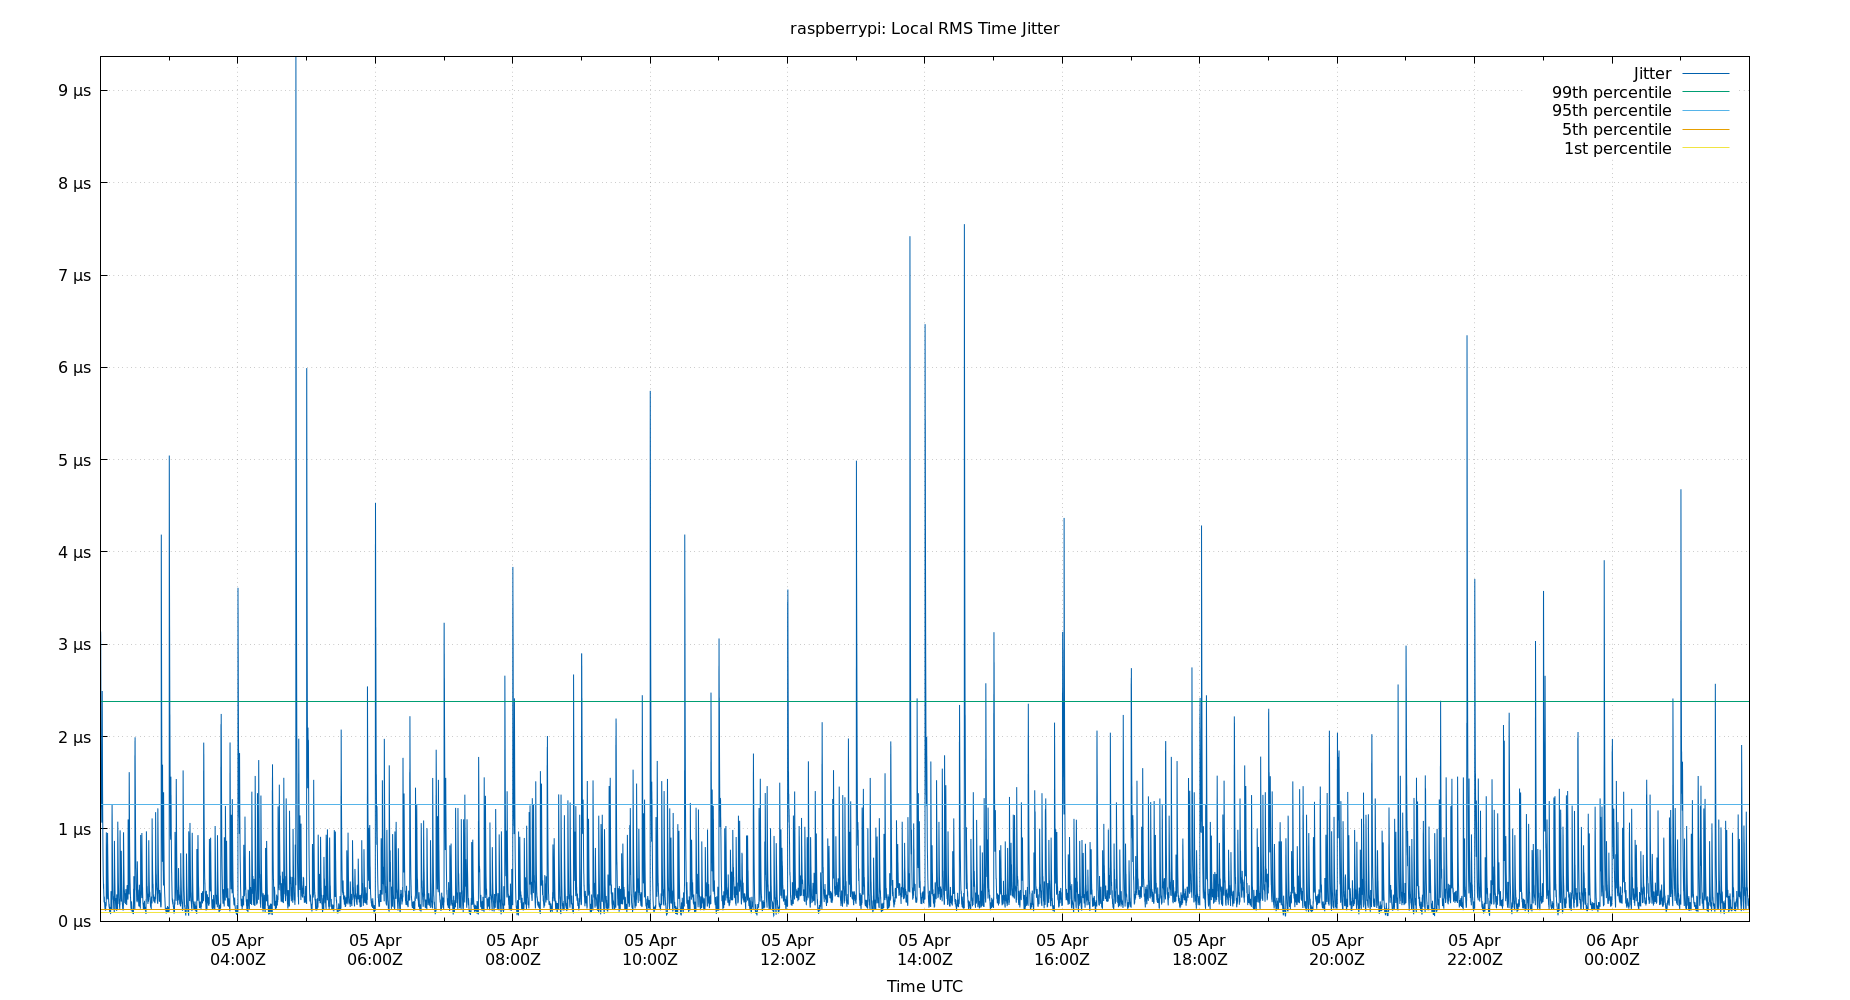 raspberrypi: Local RMS Time Jitter
Jitter
99th percentile
95th percentile
5th percentile
1st percentile
9 µs
8 µs
7 µs
6 µs
5 µs
4 µs
3 µs
2 µs
1 µs
0 µs
05 Apr 05 Apr 05 Apr 05 Apr 05 Apr 05 Apr 05 Apr 05 Apr 05 Apr 05 Apr 06 Apr
04:00Z 06:00Z 08:00Z 10:00Z 12:00Z 14:00Z 16:00Z 18:00Z 20:00Z 22:00Z 00:00Z
Time UTC